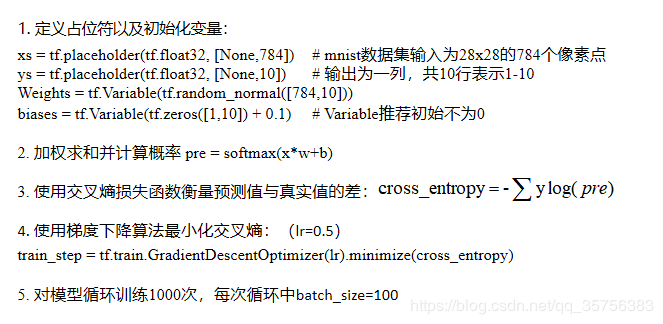 1. 定义占位符以及初始化变量：
xs = tf.placeholder(tf.float32, [None,784])    # mnist数据集输入为28x28的784个像素点
ys = tf.placeholder(tf.float32, [None,10])    # 输出为一列，共10行表示1-10
Weights = tf.Variable(tf.random_normal([784,10]))
biases = tf.Variable(tf.zeros([1,10]) + 0.1)    # Variable推荐初始不为0
2. 加权求和并计算概率 pre = softmax(x*w+b)
3. 使用交叉熵损失函数衡量预测值与真实值的差：cross_entropy = -∑ y log( pre)
4. 使用梯度下降算法最小化交叉熵：（lr=0.5）
train_step = tf.train.GradientDescentOptimizer(lr).minimize(cross_entropy)
5. 对模型循环训练1000次，每次循环中batch_size=100
https://blog.csdn.net/qq_35756383